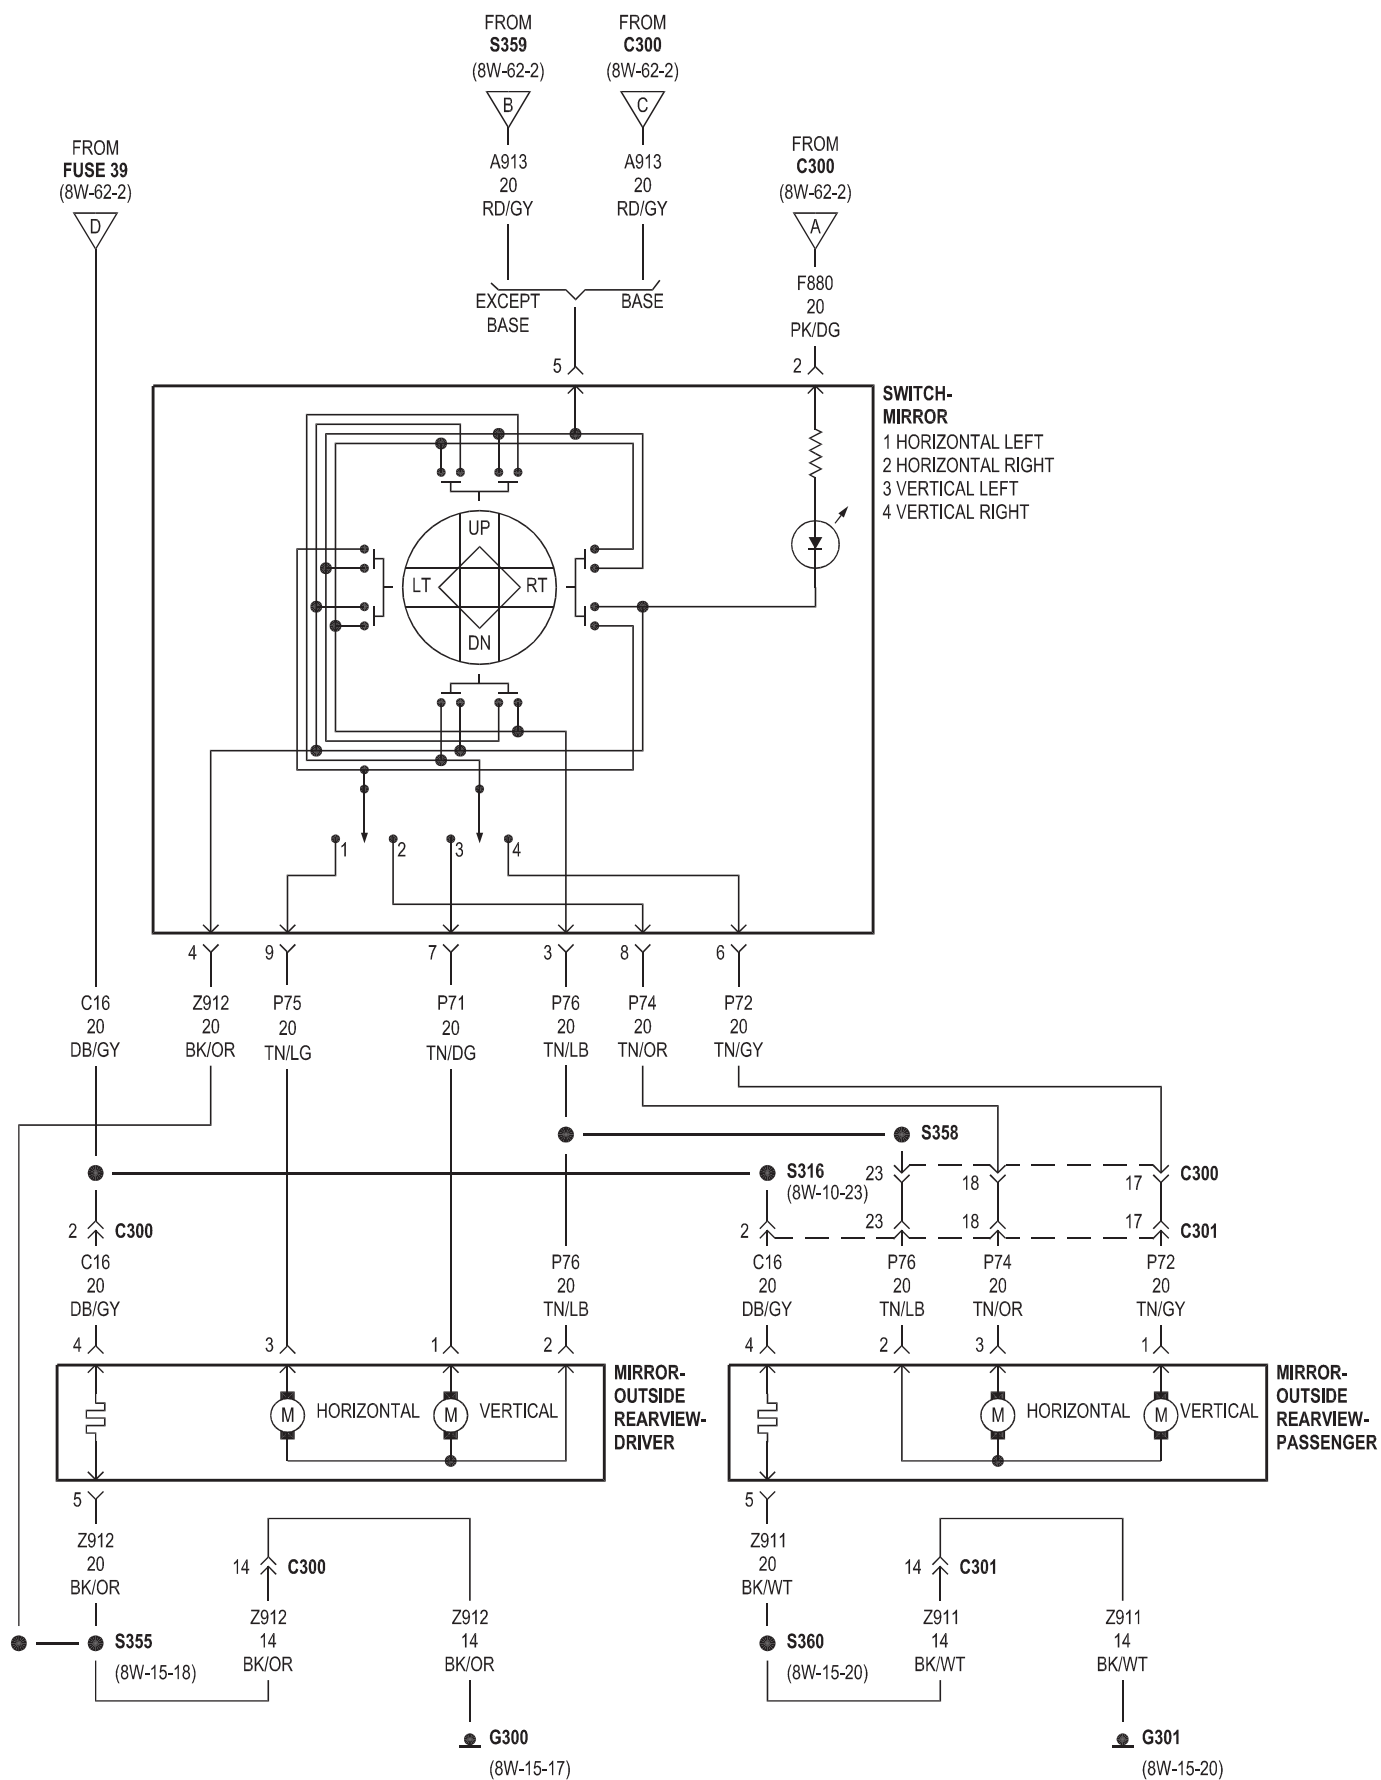 FROM
S359
(8W-62-2)
B
A913
20
RD/GY
EXCEPT
BASE
FROM
C300
(8W-62-2)
C
A913
20
RD/GY
BASE
FROM
C300
(8W-62-2)
A
F880
20
PK/DG
FROM
FUSE 39
(8W-62-2)
D
5
2
SWITCH-
MIRROR
1 HORIZONTAL LEFT
2 HORIZONTAL RIGHT
3 VERTICAL LEFT
4 VERTICAL RIGHT
UP
LT
RT
DN
1
2
3
4
4
9
7
3
8
6
C16
20
DB/GY
Z912
20
BK/OR
P75
20
TN/LG
P71
20
TN/DG
P76
20
TN/LB
P74
20
TN/OR
P72
20
TN/GY
S358
S316
(8W-10-23)
23
18
17
C300
2
C300
2
23
18
17
C301
C16
20
DB/GY
P76
20
TN/LB
C16
20
DB/GY
P76
20
TN/LB
P74
20
TN/OR
P72
20
TN/GY
4
3
1
2
4
2
3
1
M
HORIZONTAL
M
VERTICAL
MIRROR-
OUTSIDE
REARVIEW-
DRIVER
M
HORIZONTAL
M
VERTICAL
MIRROR-
OUTSIDE
REARVIEW-
PASSENGER
5
Z912
20
BK/OR
S355
(8W-15-18)
14
C300
Z912
14
BK/OR
Z912
14
BK/OR
G300
(8W-15-17)
5
Z911
20
BK/WT
S360
(8W-15-20)
14
C301
Z911
14
BK/WT
Z911
14
BK/WT
G301
(8W-15-20)